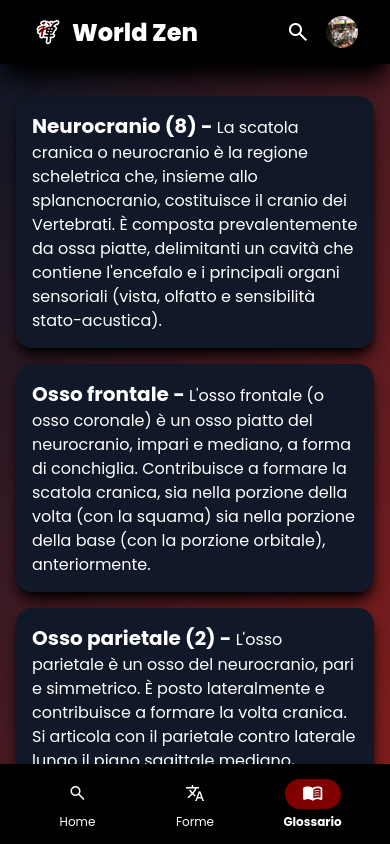 禅 World Zen
Neurocranio (8) – La scatola
cranica o neurocranio è la regione
scheletrica che, insieme allo
splancnocranio, costituisce il cranio dei
Vertebrati. È composta prevalentemente
da ossa piatte, delimitanti un cavità che
contiene l'encefalo e i principali organi
sensoriali (vista, olfatto e sensibilità
stato-acustica).
Osso frontale – L'osso frontale (o
osso coronale) è un osso piatto del
neurocranio, impari e mediano, a forma
di conchiglia. Contribuisce a formare la
scatola cranica, sia nella porzione della
volta (con la squama) sia nella porzione
della base (con la porzione orbitale),
anteriormente.
Osso parietale (2) – L'osso
parietale è un osso del neurocranio, pari
e simmetrico. È posto lateralmente e
contribuisce a formare la volta cranica.
Si articola con il parietale contro laterale
lungo il piano sagittale mediano,
Home Forme Glossario